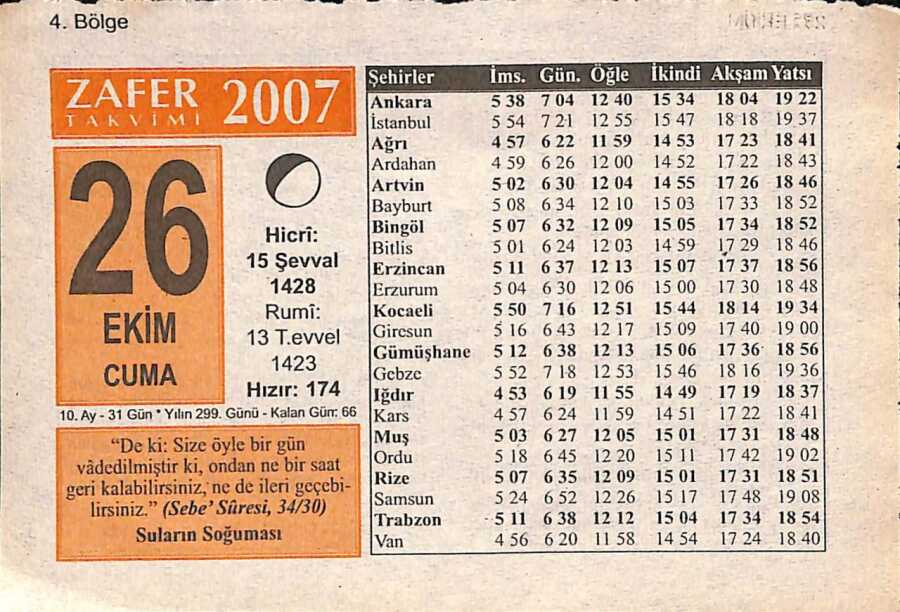 4. Bölge
ZAFER
TAKVİMİ
2007
26
EKİM
CUMA
Hicrî:
15 Şevval
1428
Rumî:
13 T.evvel
1423
Hızır: 174
10. Ay - 31 Gün * Yılın 299. Günü - Kalan Gün: 66
“De ki: Size öyle bir gün
vâdedilmiştir ki, ondan ne bir saat
geri kalabilirsiniz, ne de ileri geçebi-
lirsiniz.” (Sebe’ Sûresi, 34/30)
Suların Soğuması
Şehirler İms. Gün. Öğle İkindi Akşam Yatsı
Ankara 5 38 7 04 12 40 15 34 18 04 19 22
İstanbul 5 54 7 21 12 55 15 47 18 18 19 37
Ağrı 4 57 6 22 11 59 14 53 17 23 18 41
Ardahan 4 59 6 26 12 00 14 52 17 22 18 43
Artvin 5 02 6 30 12 04 14 55 17 26 18 46
Bayburt 5 08 6 34 12 10 15 03 17 33 18 52
Bingöl 5 07 6 32 12 09 15 05 17 34 18 52
Bitlis 5 01 6 24 12 03 14 59 17 29 18 46
Erzincan 5 11 6 37 12 13 15 07 17 37 18 56
Erzurum 5 04 6 30 12 06 15 00 17 30 18 48
Kocaeli 5 50 7 16 12 51 15 44 18 14 19 34
Giresun 5 16 6 43 12 17 15 09 17 40 19 00
Gümüşhane 5 12 6 38 12 13 15 06 17 36 18 56
Gebze 5 52 7 18 12 53 15 46 18 16 19 36
Iğdır 4 53 6 19 11 55 14 49 17 19 18 37
Kars 4 57 6 24 11 59 14 51 17 22 18 41
Muş 5 03 6 27 12 05 15 01 17 31 18 48
Ordu 5 18 6 45 12 20 15 11 17 42 19 02
Rize 5 07 6 35 12 09 15 01 17 31 18 51
Samsun 5 24 6 52 12 26 15 17 17 48 19 08
Trabzon 5 11 6 38 12 12 15 04 17 34 18 54
Van 4 56 6 20 11 58 14 54 17 24 18 40